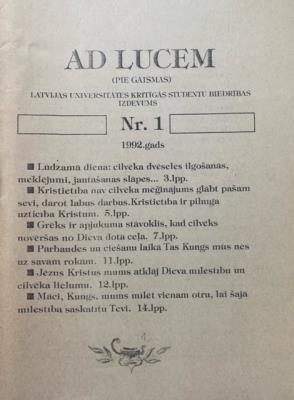 AD LUCEM
(PIE GAISMAS)
LATVIJAS UNIVERSITĀTES KRITĪGĀS STUDENTU BIEDRĪBAS
IZDEVUMS
Nr. 1
1992.gads
■ Lūdzamā diena: cilvēka dvēseles ilgošanās,
meklējumi, jautāšanas slāpes... 3.lpp.
■ Kristietība nav cilvēka mēģinājums glābt pašam
sevi, darot labus darbus.Kristietība ir pilnīga
uzticība Kristum. 5.lpp.
■ Grēks ir apjukuma stāvoklis, kad cilvēks
novēršas no Dieva dotā ceļa. 7.lpp.
■ Pārbaudēs un ciešanu laikā Tas Kungs mūs nes
uz savām rokām. 11.lpp.
■ Jēzus Kristus mums atklāj Dieva mīlestību un
cilvēka lielumu. 12.lpp.
■ Māci, Kungs, mums mīlēt vienam otru, lai šajā
mīlestībā saskatītu Tevi. 14.lpp.